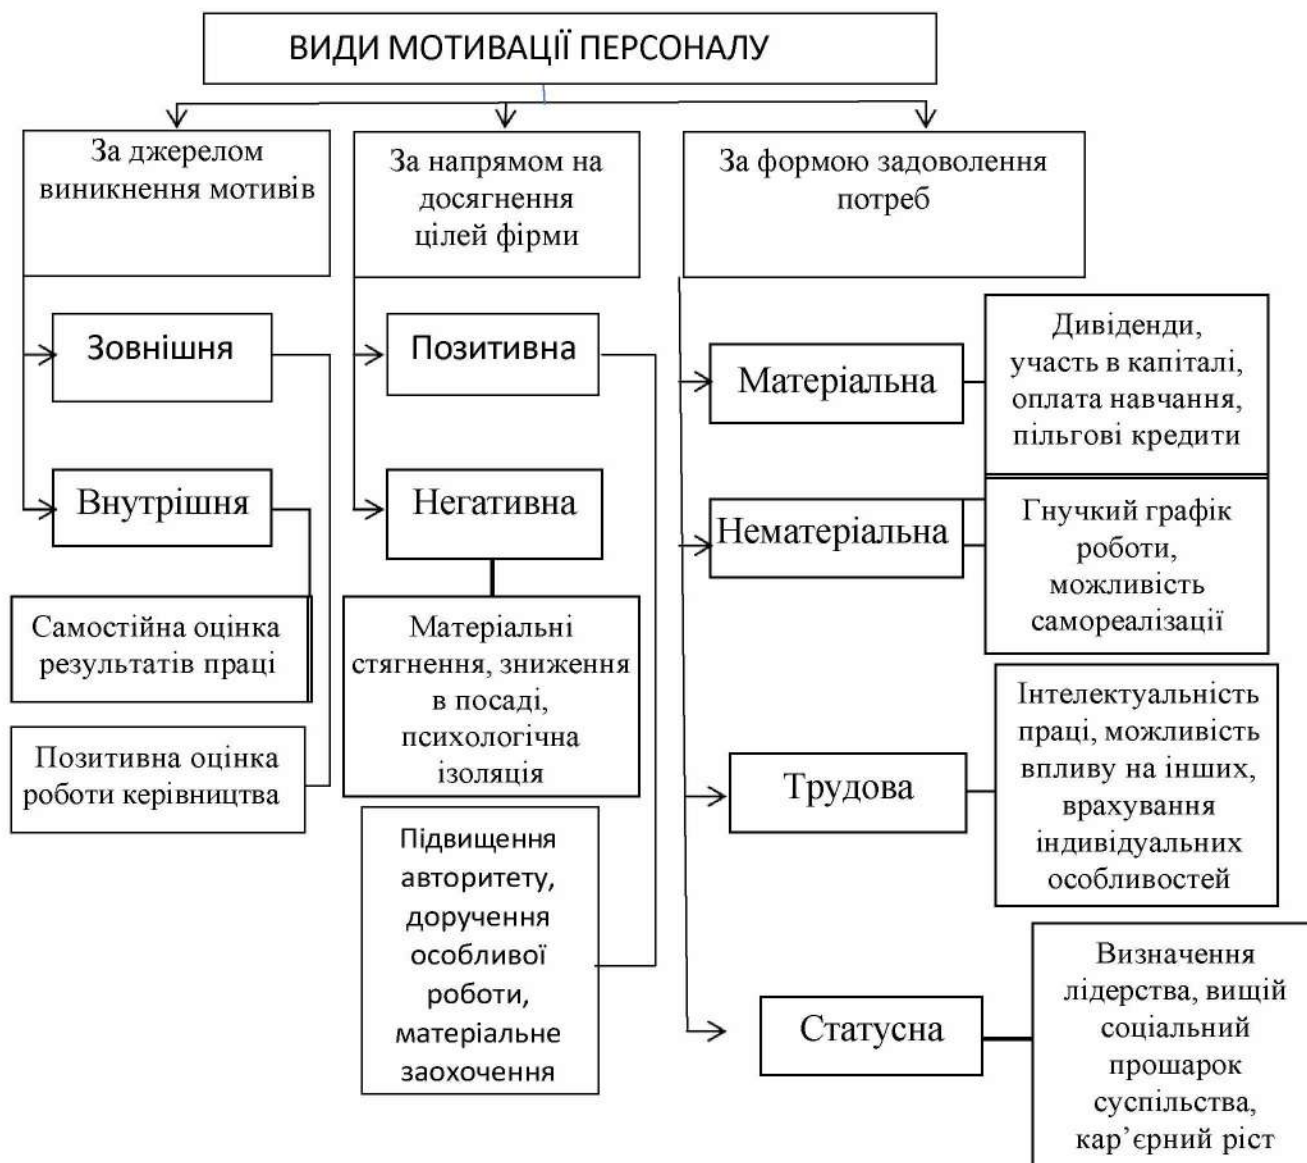 ВИДИ МОТИВАЦІЇ ПЕРСОНАЛУ
За джерелом
виникнення мотивів
За напрямом на
досягнення
цілей фірми
За формою задоволення
потреб
Зовнішня
Внутрішня
Самостійна оцінка
результатів праці
Позитивна оцінка
роботи керівництва
Позитивна
Негативна
Матеріальні
стягнення, зниження
в посаді,
психологічна
ізоляція
Підвищення
авторитету,
доручення
особливої
роботи,
матеріальне
заохочення
Матеріальна
Дивіденди,
участь в капіталі,
оплата навчання,
пільгові кредити
Нематеріальна
Гнучкий графік
роботи,
можливість
самореалізації
Трудова
Інтелектуальність
праці, можливість
впливу на інших,
врахування
індивідуальних
особливостей
Статусна
Визначення
лідерства, вищій
соціальний
прошарок
суспільства,
кар’єрний ріст